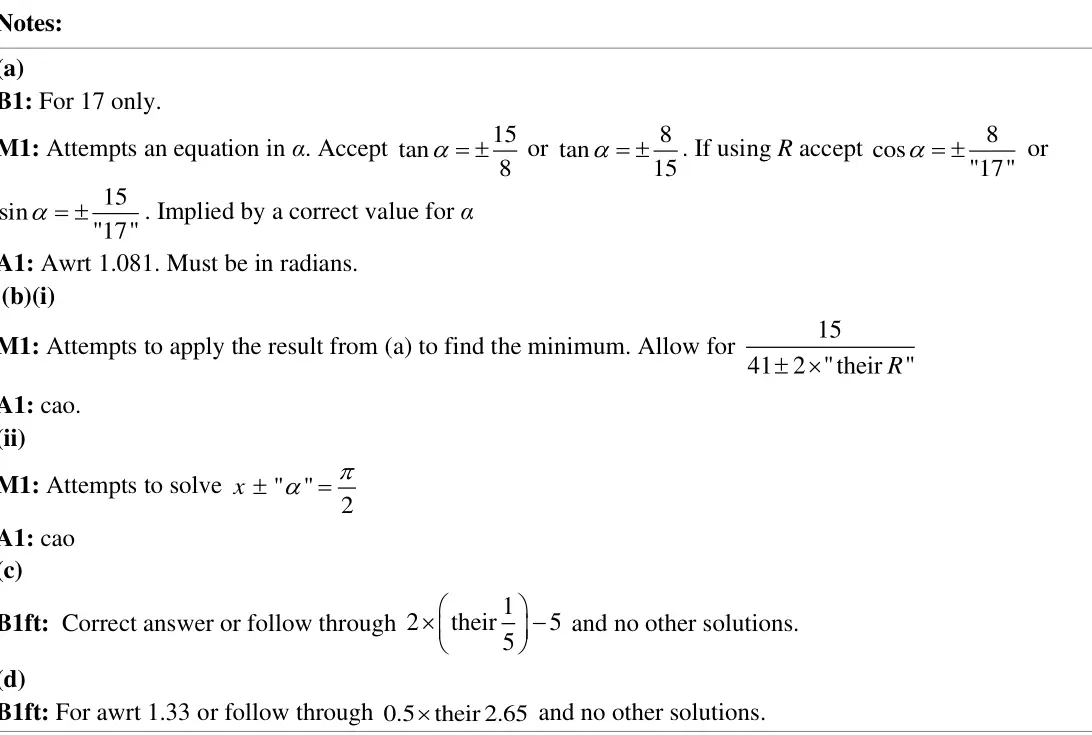 Notes:
(a)
B1: For 17 only.
M1: Attempts an equation in α. Accept tan α = ± 15/8 or tan α = ± 8/15. If using R accept cos α = ± 8/"17" or
sin α = ± 15/"17". Implied by a correct value for α
A1: Awrt 1.081. Must be in radians.
(b)(i)
M1: Attempts to apply the result from (a) to find the minimum. Allow for 15/(41 ± 2 × "their R")
A1: cao.
(ii)
M1: Attempts to solve x ± "α" = π/2
A1: cao
(c)
B1ft: Correct answer or follow through 2 × (their 1/5) − 5 and no other solutions.
(d)
B1ft: For awrt 1.33 or follow through 0.5 × their 2.65 and no other solutions.